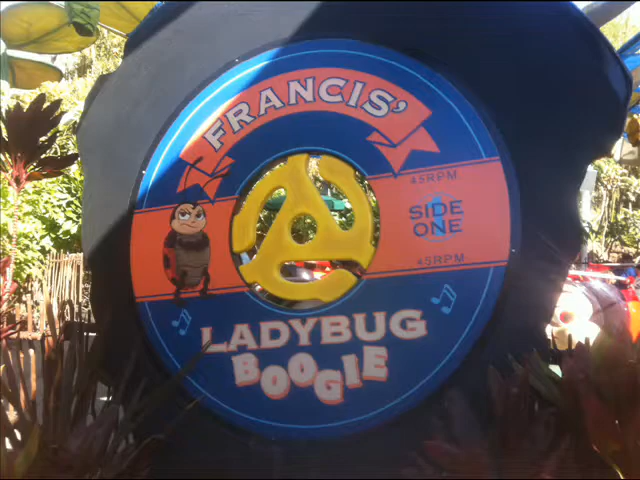 FRANCIS'
45RPM
SIDE
ONE
45RPM
LADYBUG
BOOGIE